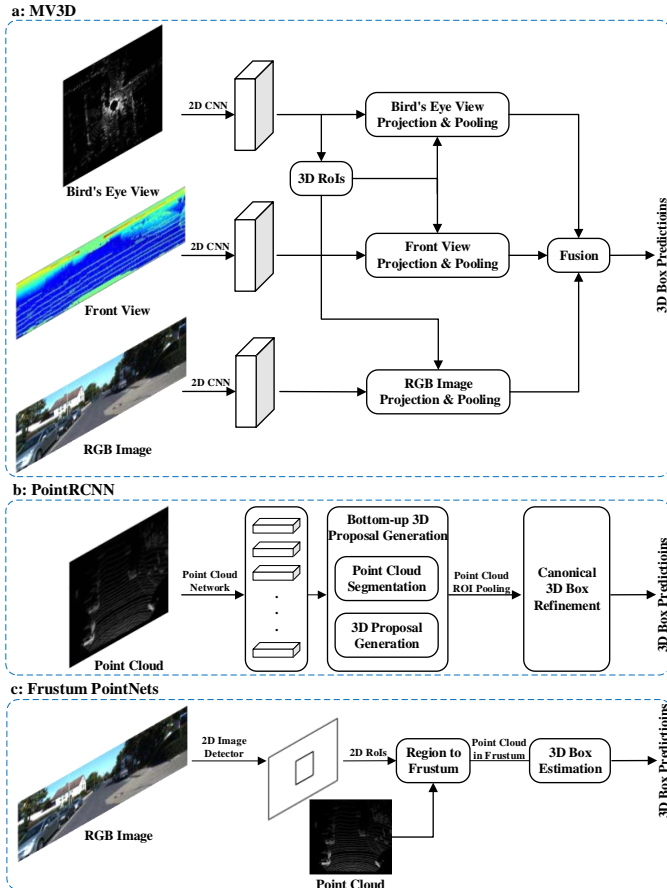 a: MV3D
2D CNN
Bird's Eye View
Projection & Pooling
3D RoIs
Bird's Eye View
2D CNN
Front View
Projection & Pooling
Fusion
3D Box Predictioins
Front View
2D CNN
RGB Image
Projection & Pooling
RGB Image
b: PointRCNN
Bottom-up 3D
Proposal Generation
Point Cloud
Network
Point Cloud
Segmentation
3D Proposal
Generation
Point Cloud
ROI Pooling
Canonical
3D Box
Refinement
3D Box Predictioins
Point Cloud
c: Frustum PointNets
2D Image
Detector
2D RoIs
Region to
Frustum
Point Cloud
in Frustum
3D Box
Estimation
3D Box Predictioins
RGB Image
Point Cloud